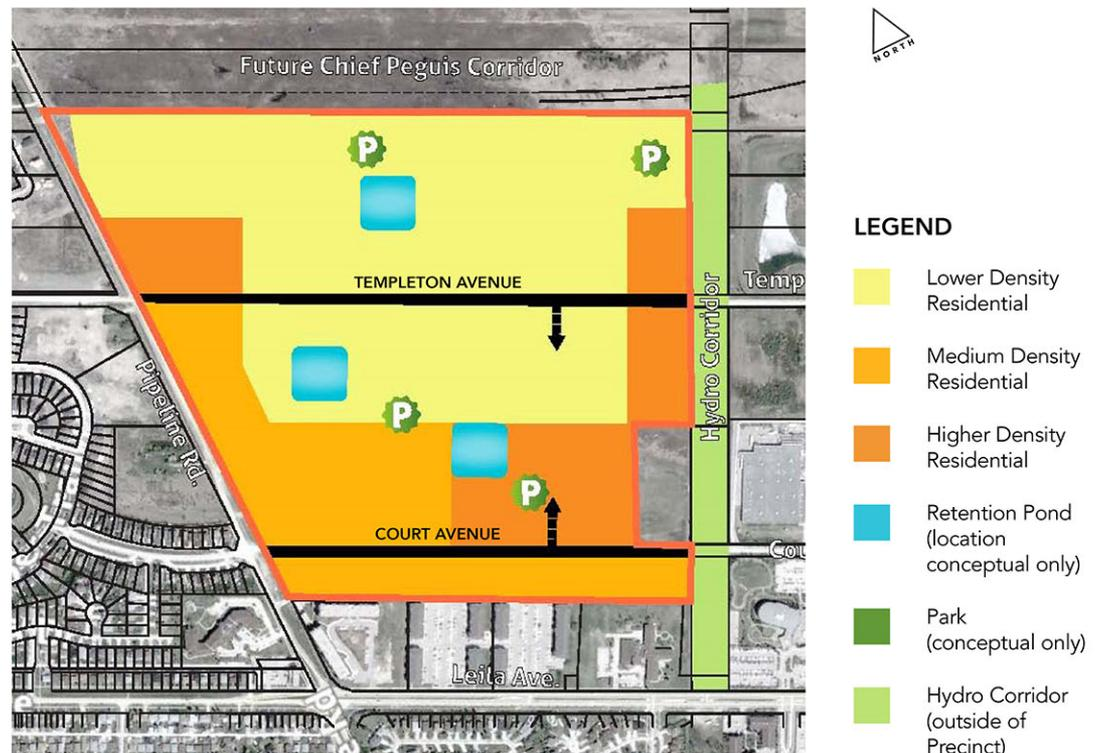 Future Chief Peguis Corridor
NORTH
P
P
TEMPLETON AVENUE
Temp
Hydro Corridor
Pipeline Rd.
P
P
COURT AVENUE
Cou
Leila Ave.
LEGEND
Lower Density
Residential
Medium Density
Residential
Higher Density
Residential
Retention Pond
(location
conceptual only)
Park
(conceptual only)
Hydro Corridor
(outside of
Precinct)